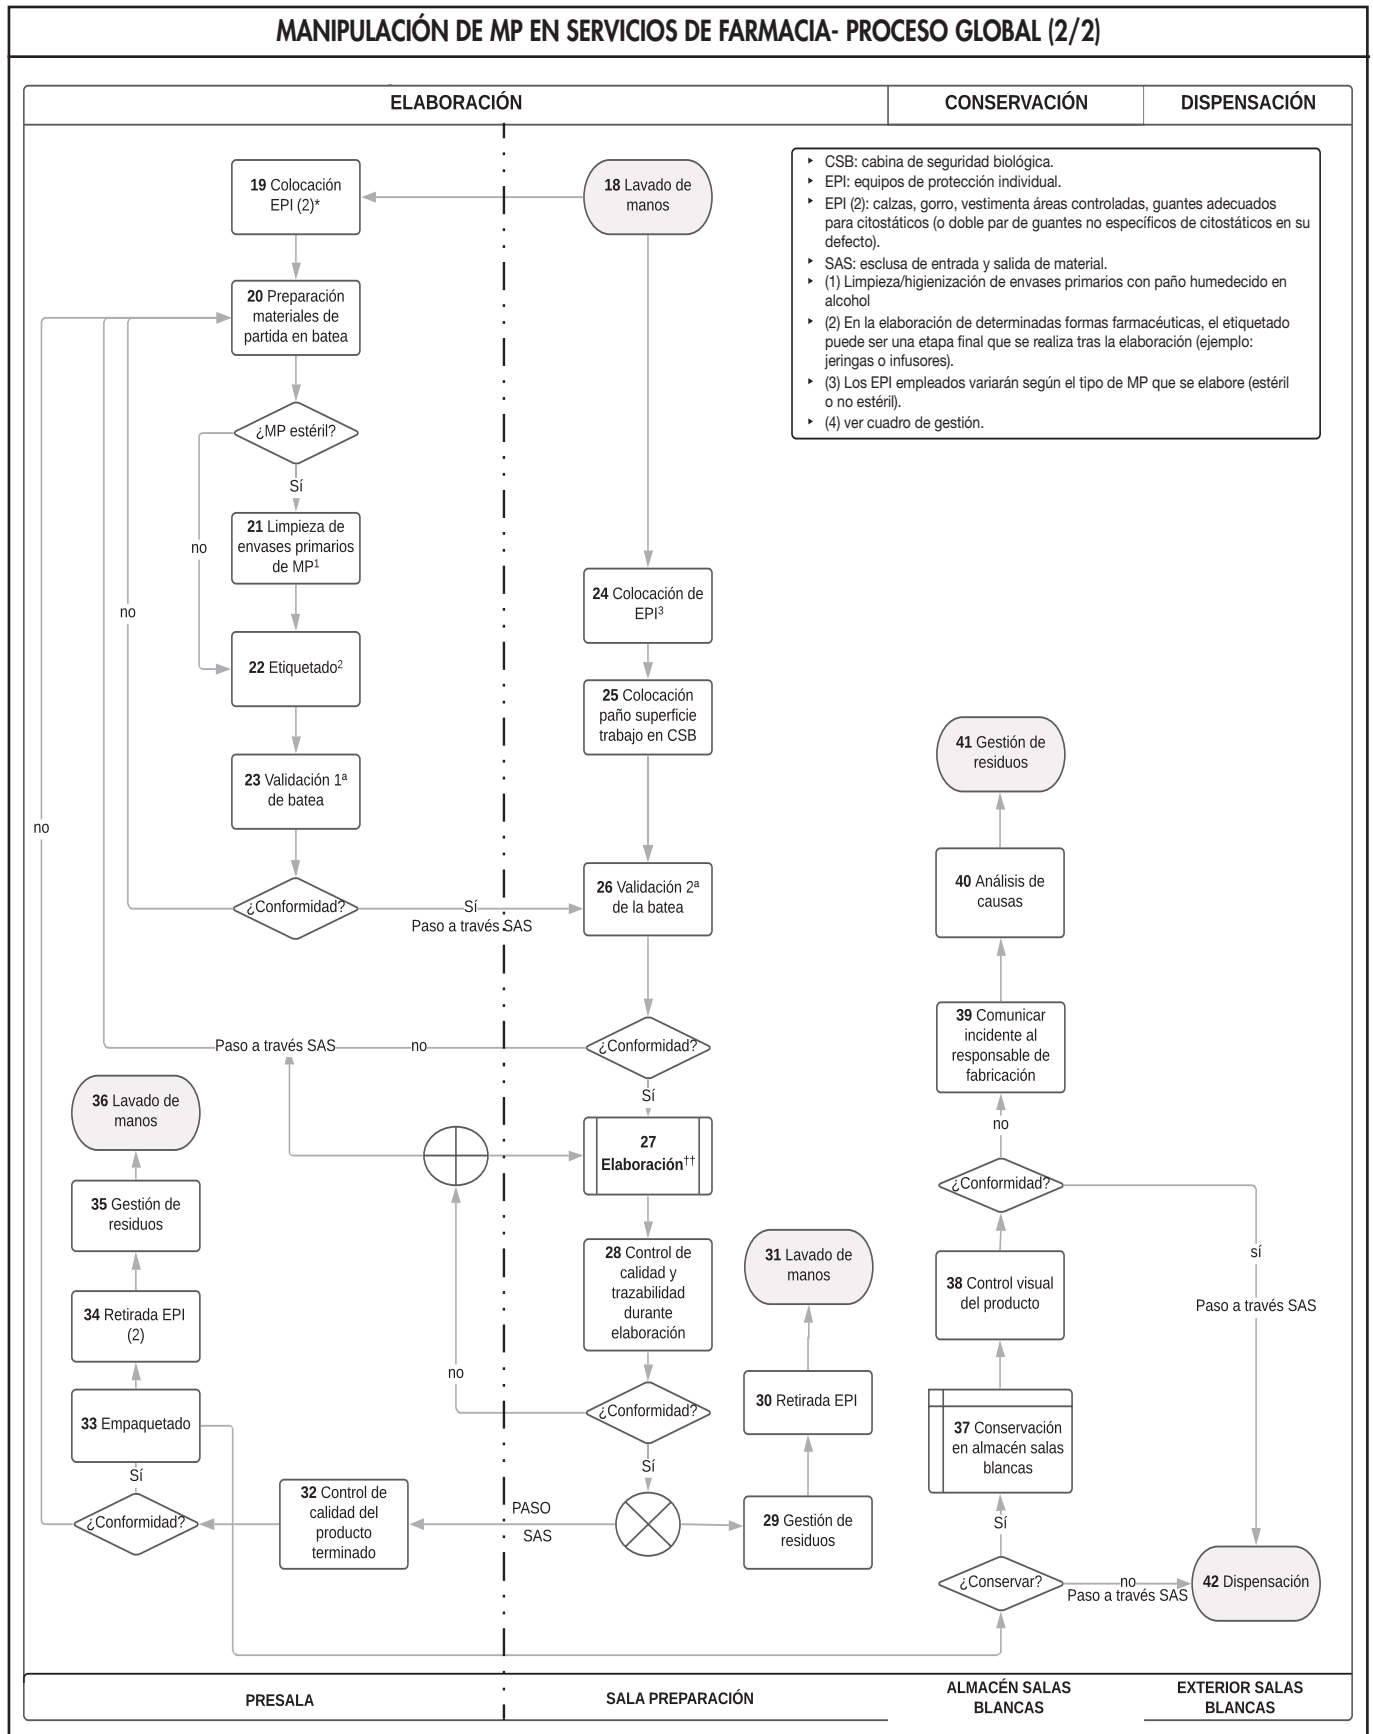 MANIPULACIÓN DE MP EN SERVICIOS DE FARMACIA- PROCESO GLOBAL (2/2)
ELABORACIÓN
CONSERVACIÓN
DISPENSACIÓN
‣ CSB: cabina de seguridad biológica.
‣ EPI: equipos de protección individual.
‣ EPI (2): calzas, gorro, vestimenta áreas controladas, guantes adecuados
para citostáticos (o doble par de guantes no específicos de citostáticos en su
defecto).
‣ SAS: esclusa de entrada y salida de material.
‣ (1) Limpieza/higienización de envases primarios con paño humedecido en
alcohol
‣ (2) En la elaboración de determinadas formas farmacéuticas, el etiquetado
puede ser una etapa final que se realiza tras la elaboración (ejemplo:
jeringas o infusores).
‣ (3) Los EPI empleados variarán según el tipo de MP que se elabore (estéril
o no estéril).
‣ (4) ver cuadro de gestión.
18 Lavado de
manos
19 Colocación
EPI (2)*
20 Preparación
materiales de
partida en batea
¿MP estéril?
Sí
no
21 Limpieza de
envases primarios
de MP1
22 Etiquetado2
23 Validación 1ª
de batea
¿Conformidad?
no
no
Sí
Paso a través SAS
24 Colocación de
EPI3
25 Colocación
paño superficie
trabajo en CSB
26 Validación 2ª
de la batea
¿Conformidad?
no
Paso a través SAS
Sí
27
Elaboración††
28 Control de
calidad y
trazabilidad
durante
elaboración
¿Conformidad?
no
Sí
29 Gestión de
residuos
30 Retirada EPI
31 Lavado de
manos
PASO
SAS
32 Control de
calidad del
producto
terminado
¿Conformidad?
Sí
33 Empaquetado
34 Retirada EPI
(2)
35 Gestión de
residuos
36 Lavado de
manos
¿Conservar?
no
Paso a través SAS
Sí
37 Conservación
en almacén salas
blancas
38 Control visual
del producto
¿Conformidad?
sí
Paso a través SAS
no
39 Comunicar
incidente al
responsable de
fabricación
40 Análisis de
causas
41 Gestión de
residuos
42 Dispensación
PRESALA
SALA PREPARACIÓN
ALMACÉN SALAS
BLANCAS
EXTERIOR SALAS
BLANCAS